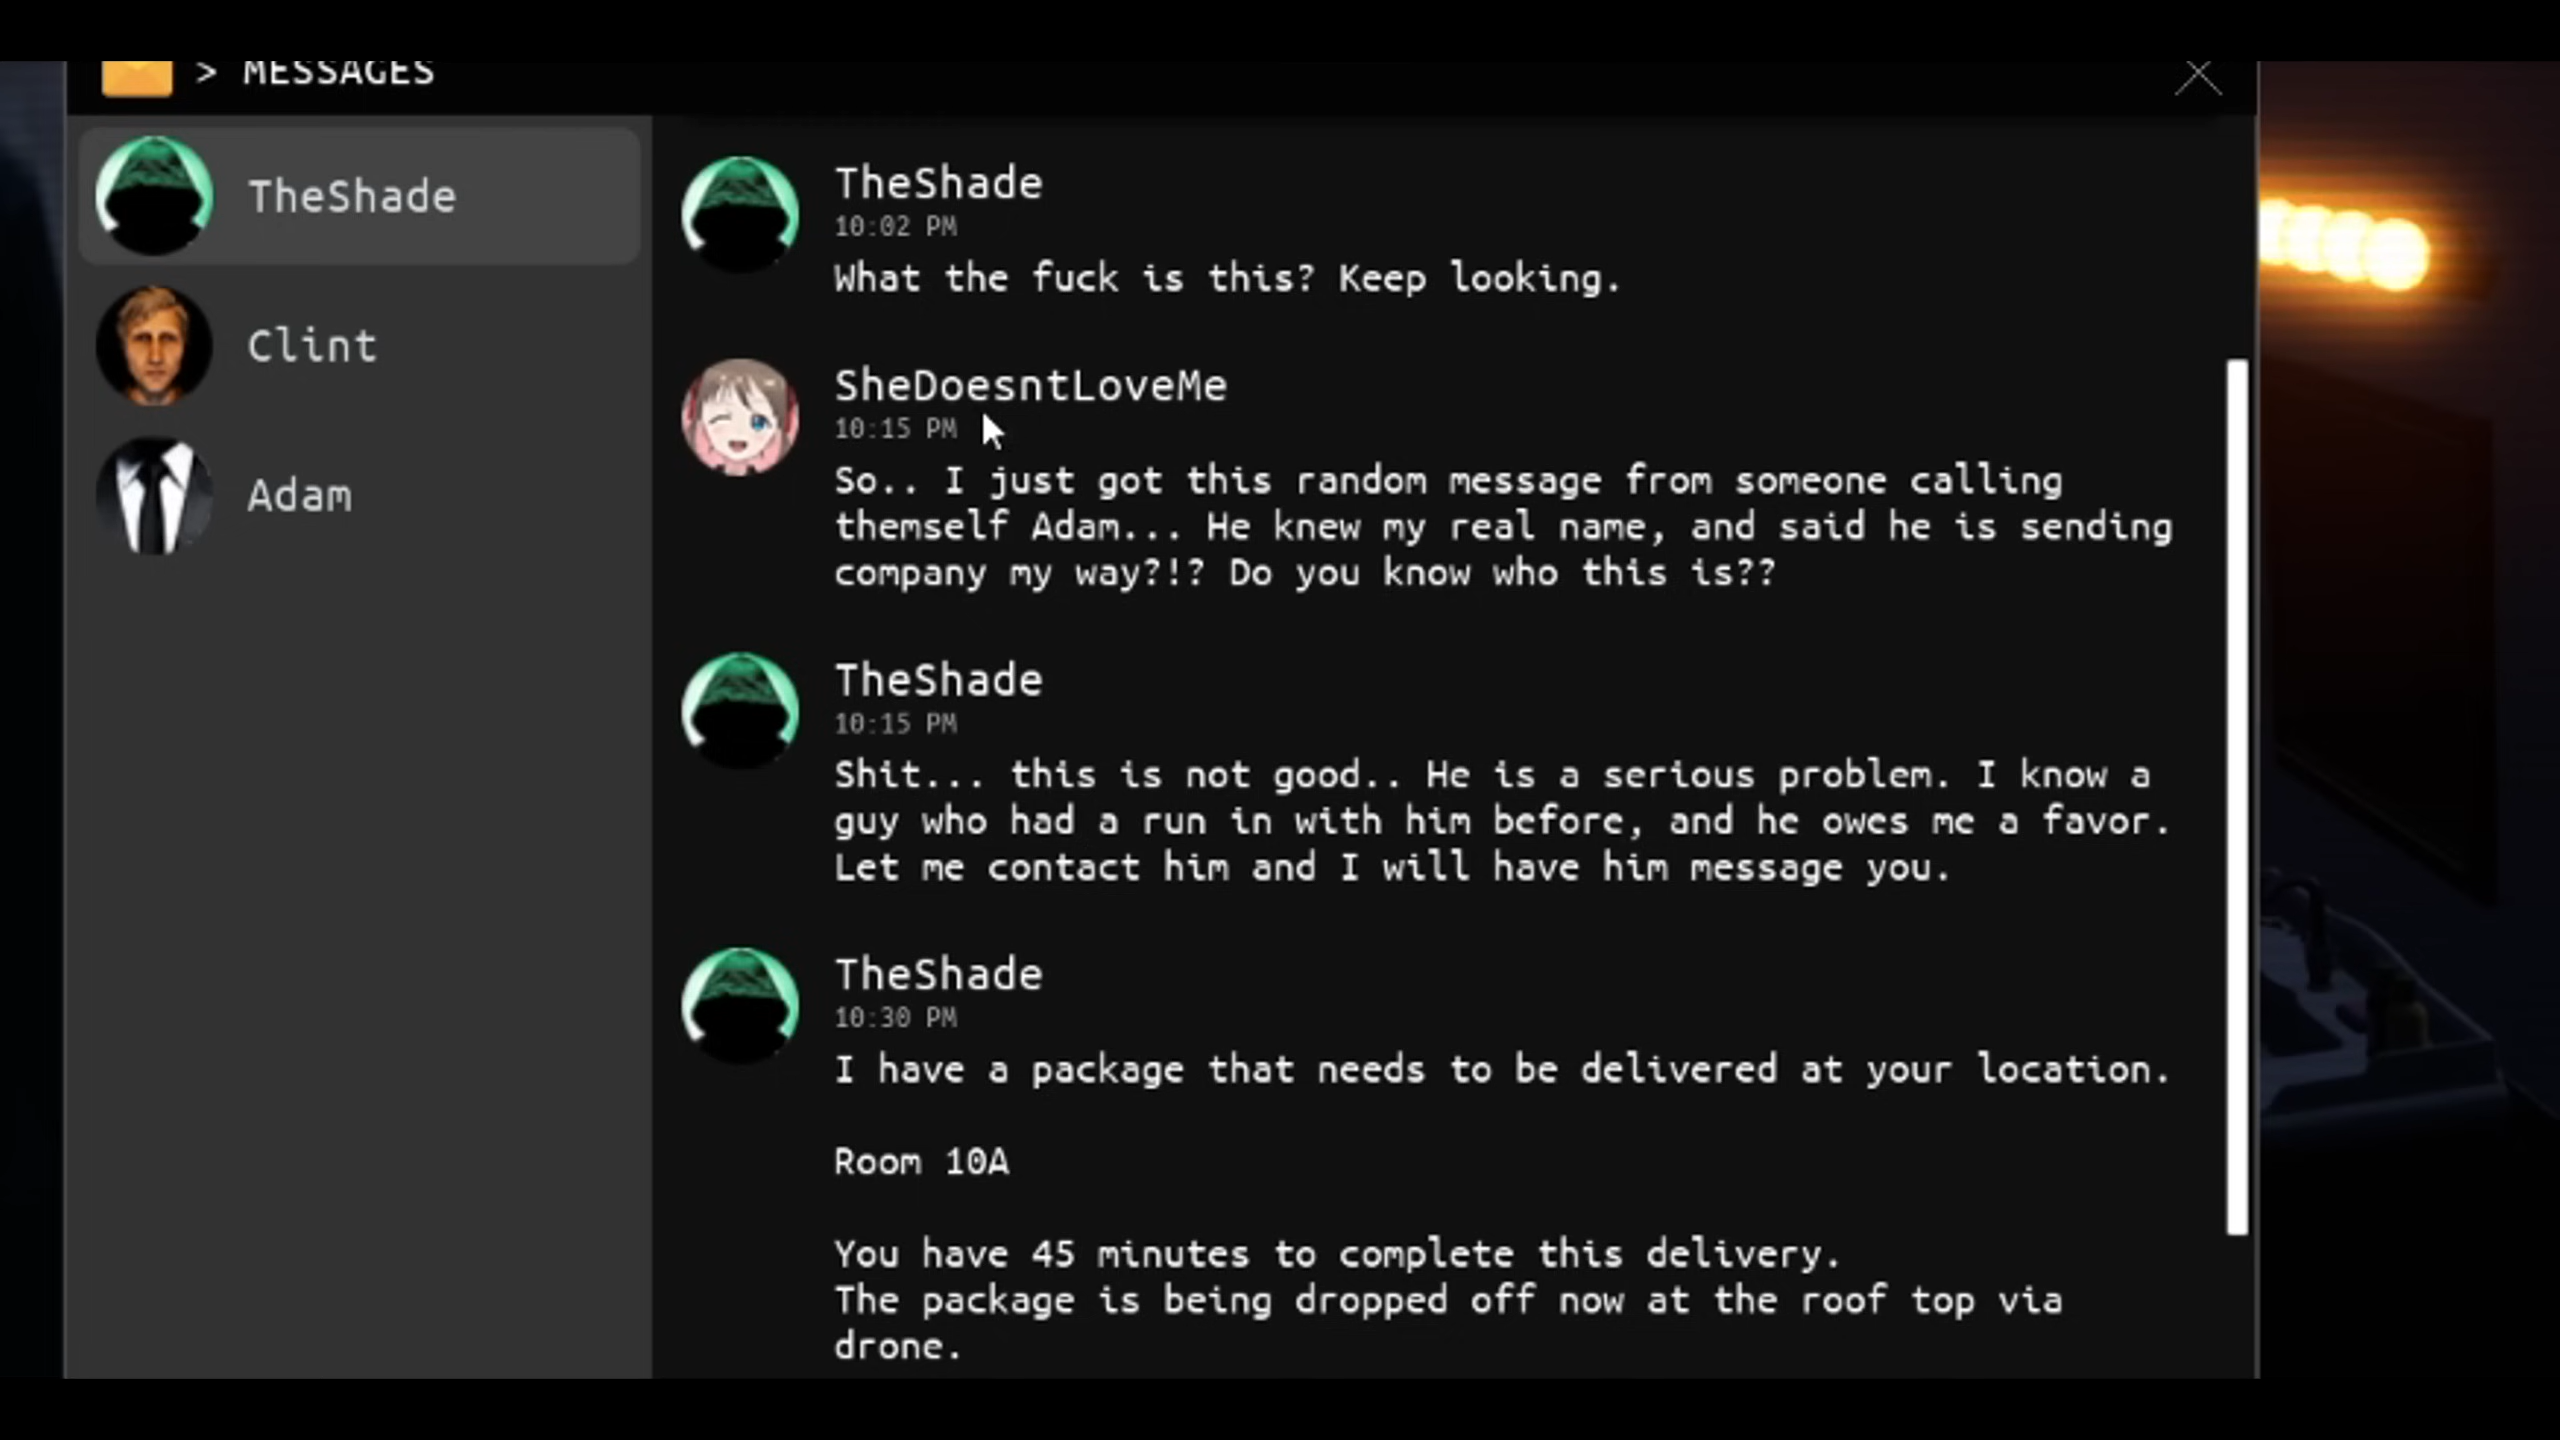 > MESSAGES
TheShade
Clint
Adam
TheShade
10:02 PM
What the fuck is this? Keep looking.
SheDoesntLoveMe
10:15 PM
So.. I just got this random message from someone calling
themself Adam... He knew my real name, and said he is sending
company my way?!? Do you know who this is??
TheShade
10:15 PM
Shit... this is not good.. He is a serious problem. I know a
guy who had a run in with him before, and he owes me a favor.
Let me contact him and I will have him message you.
TheShade
10:30 PM
I have a package that needs to be delivered at your location.
Room 10A
You have 45 minutes to complete this delivery.
The package is being dropped off now at the roof top via
drone.